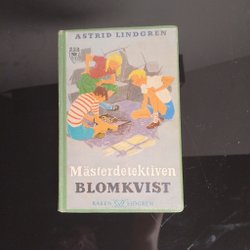 ASTRID LINDGREN
Mästerdetektiven
BLOMKVIST
RABÉN SJÖGREN